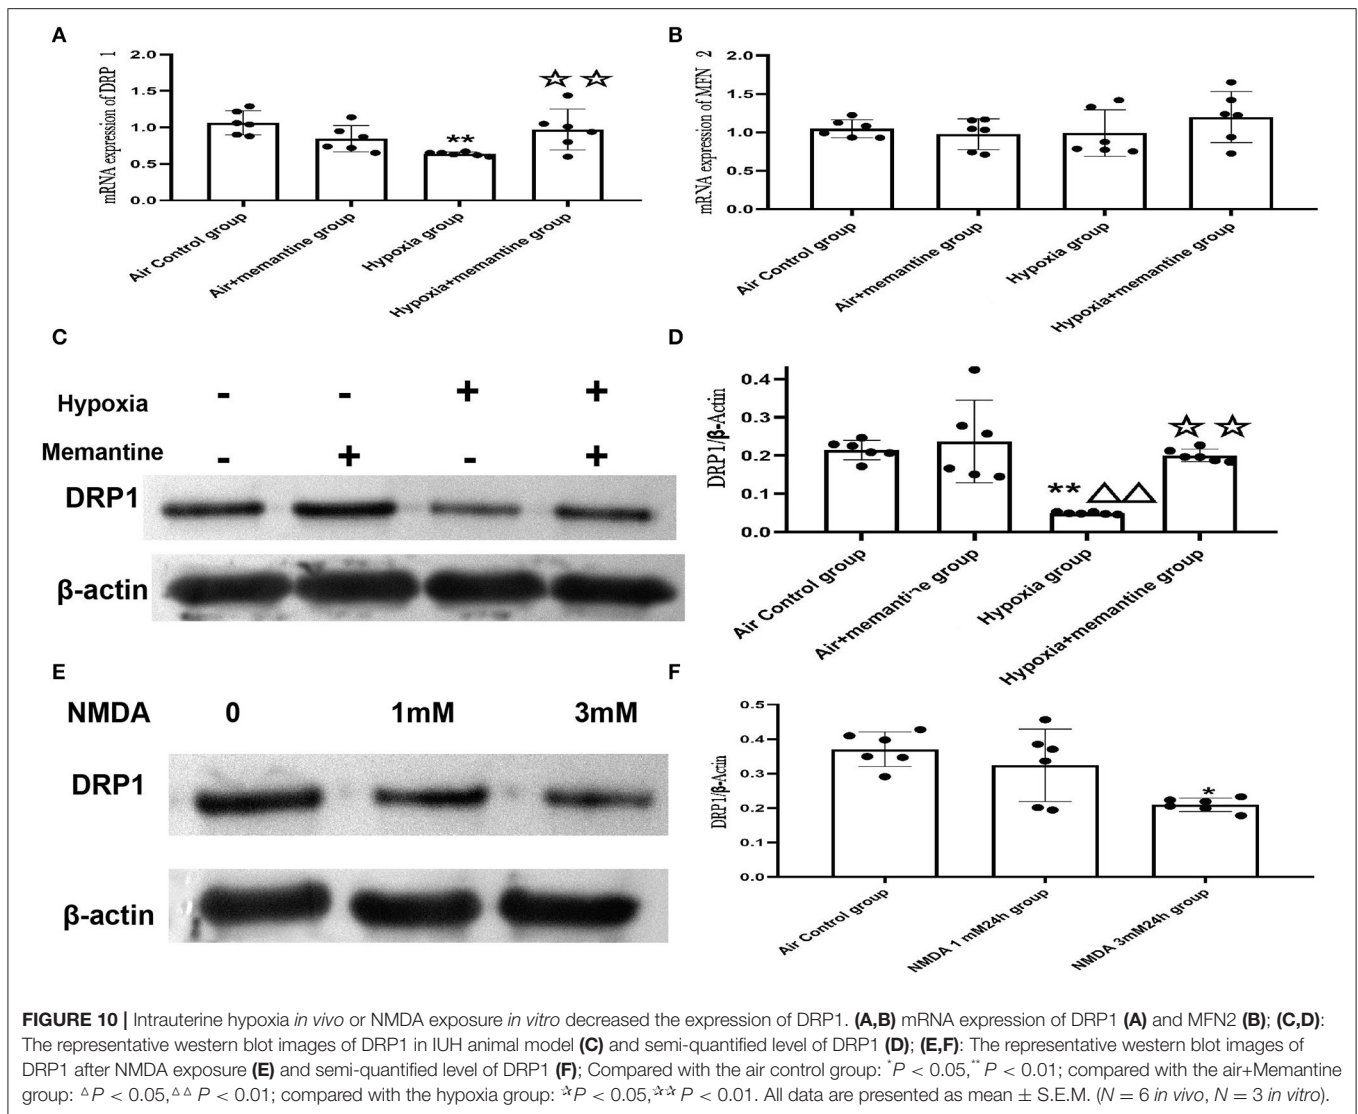 A
mRNA expression of DRP 1
2.0
1.5
1.0
0.5
0.0
**
☆ ☆
Air Control group
Air+memantine group
Hypoxia group
Hypoxia+memantine group
B
mRNA expression of MFN 2
2.0
1.5
1.0
0.5
0.0
Air Control group
Air+memantine group
Hypoxia group
Hypoxia+memantine group
C
Hypoxia - - + +
Memantine - + - +
DRP1
β-actin
D
DRP1/β-Actin
0.4
0.3
0.2
0.1
0.0
** △△
☆ ☆
Air Control group
Air+memantine group
Hypoxia group
Hypoxia+memantine group
E
NMDA 0 1mM 3mM
DRP1
β-actin
F
DRP1/β-Actin
0.5
0.4
0.3
0.2
0.1
0.0
*
Air Control group
NMDA 1 mM24h group
NMDA 3mM24h group
FIGURE 10 | Intrauterine hypoxia in vivo or NMDA exposure in vitro decreased the expression of DRP1. (A,B) mRNA expression of DRP1 (A) and MFN2 (B); (C,D):
The representative western blot images of DRP1 in IUH animal model (C) and semi-quantified level of DRP1 (D); (E,F): The representative western blot images of
DRP1 after NMDA exposure (E) and semi-quantified level of DRP1 (F); Compared with the air control group: *P < 0.05,** P < 0.01; compared with the air+Memantine
group: △P < 0.05,△△ P < 0.01; compared with the hypoxia group: ☆P < 0.05,☆☆ P < 0.01. All data are presented as mean ± S.E.M. (N = 6 in vivo, N = 3 in vitro).